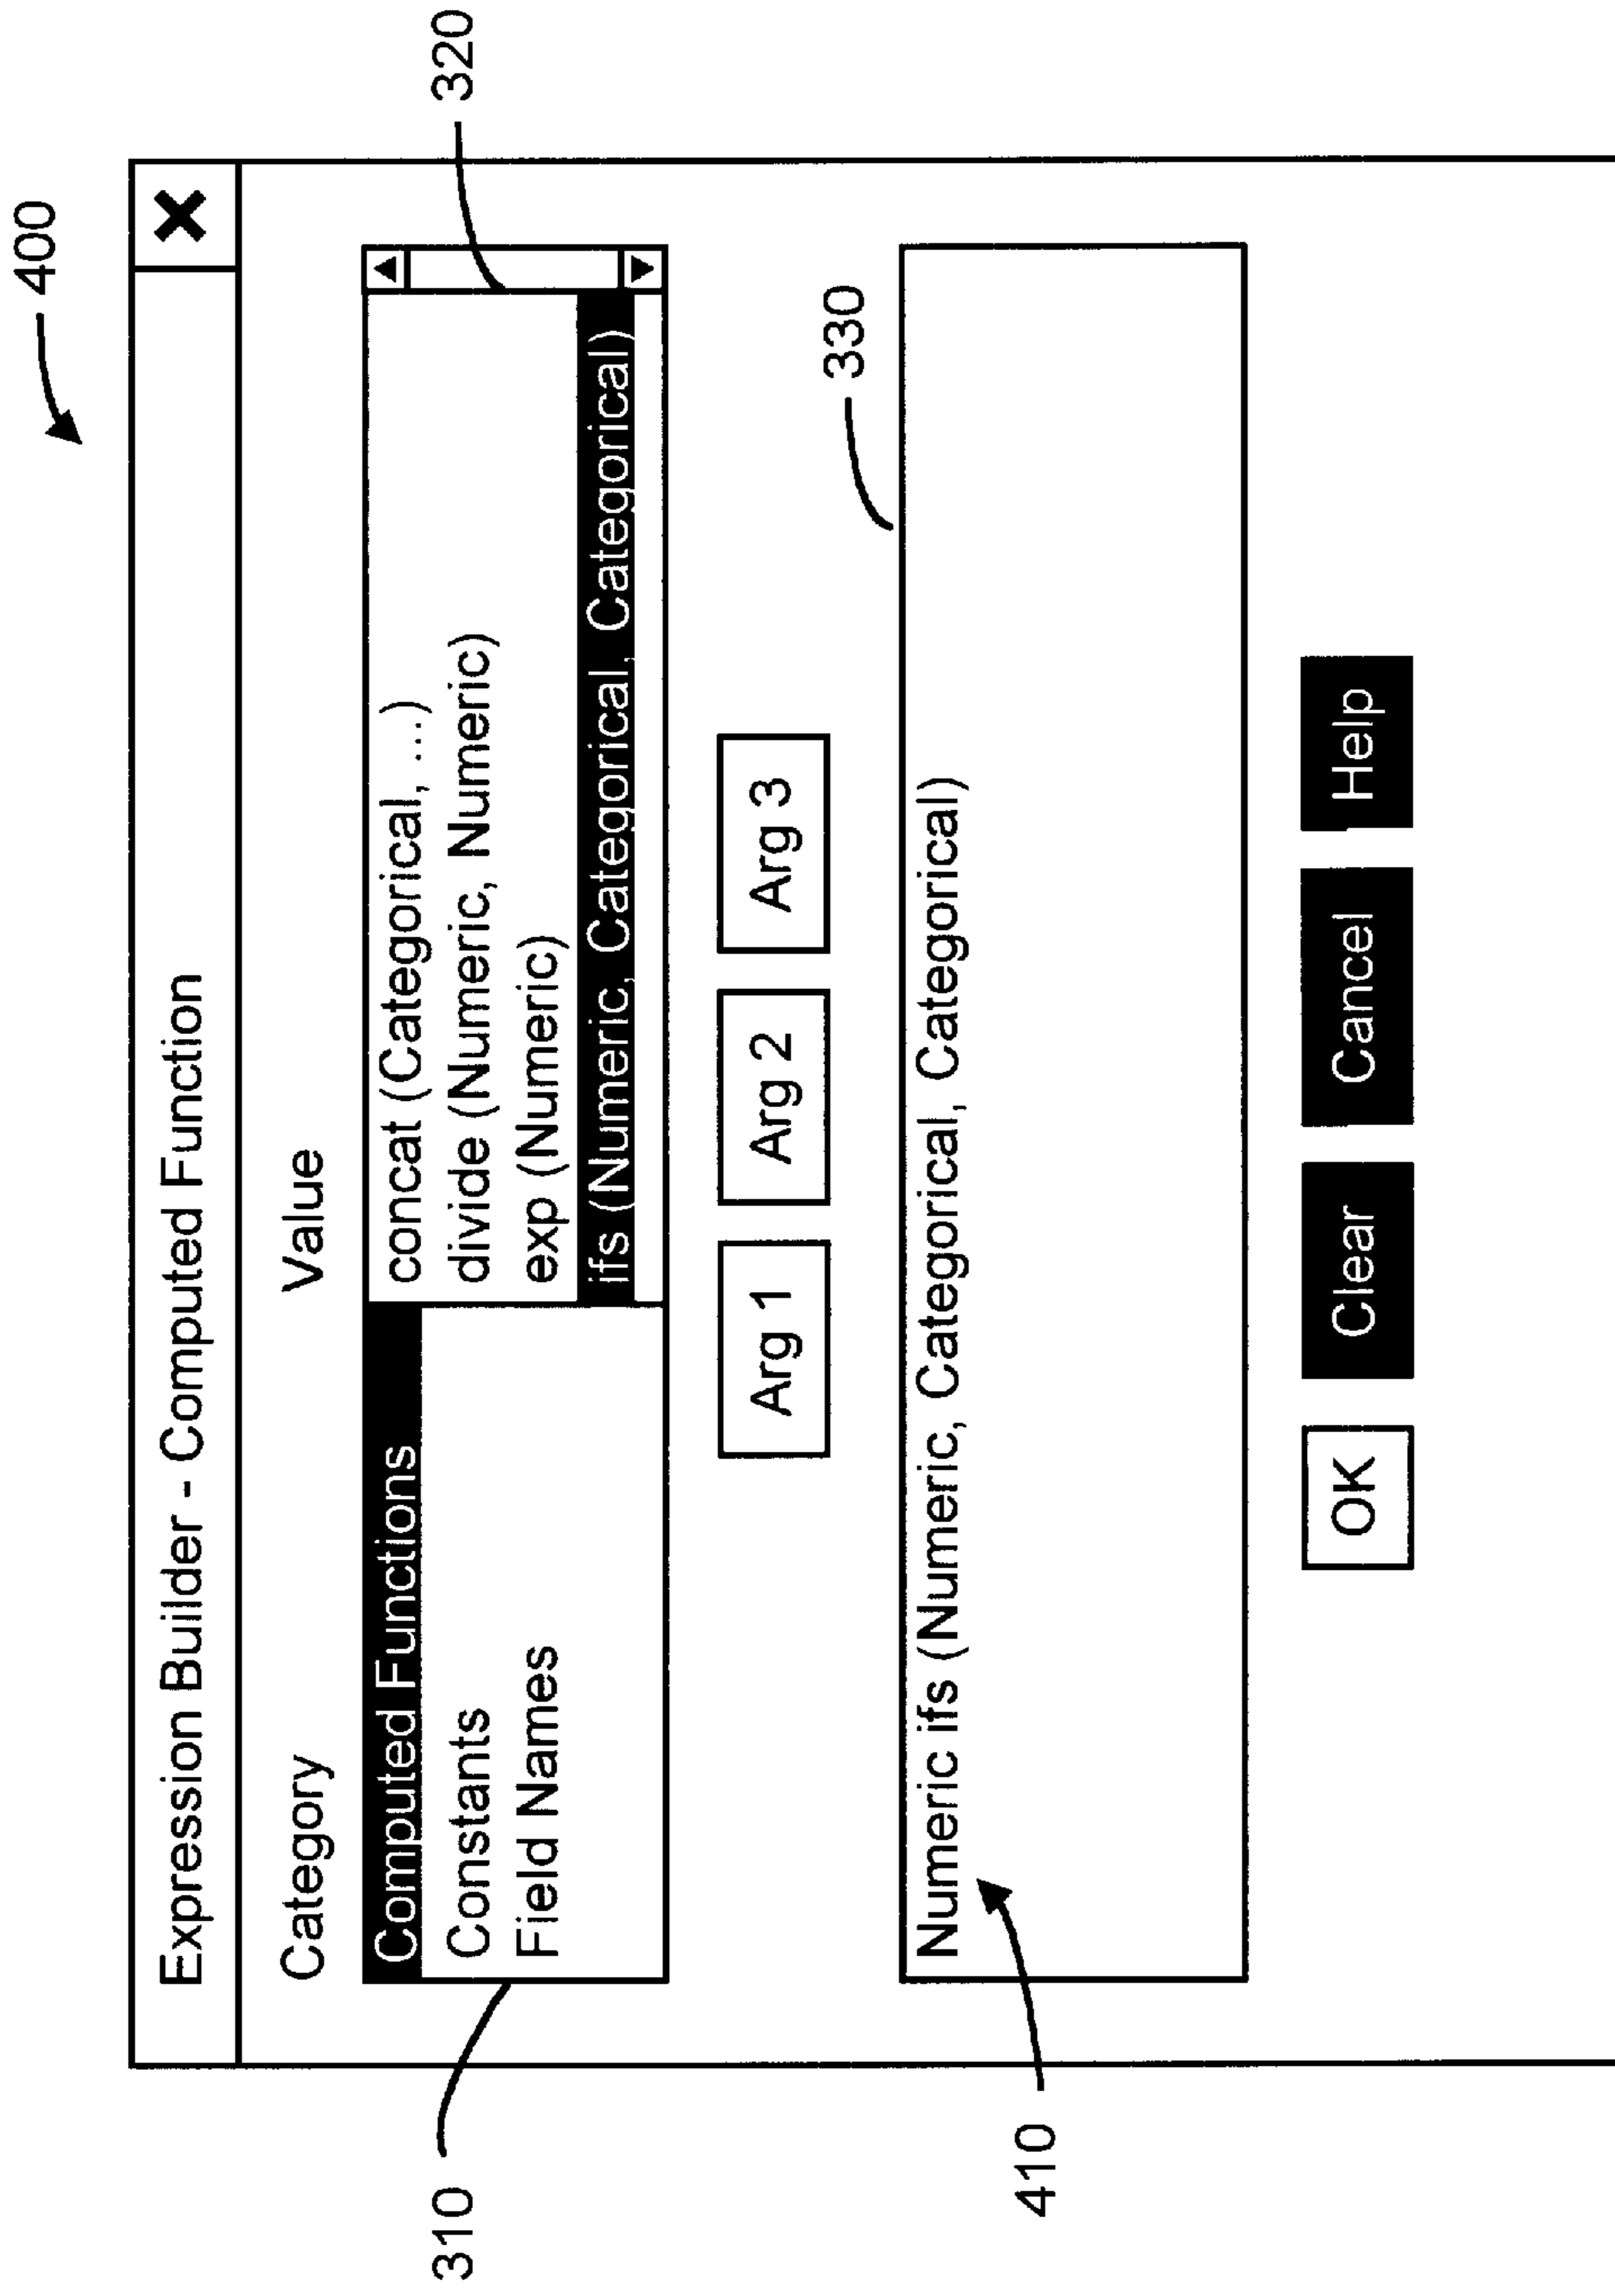 400
Expression Builder - Computed Function
Category Value
320
310
Computed Functions
Constants
Field Names
concat (Categorical, ...)
divide (Numeric, Numeric)
exp (Numeric)
ifs (Numeric, Categorical, Categorical)
Arg 1 Arg 2 Arg 3
330
Numeric ifs (Numeric, Categorical, Categorical)
410
OK Clear Cancel Help